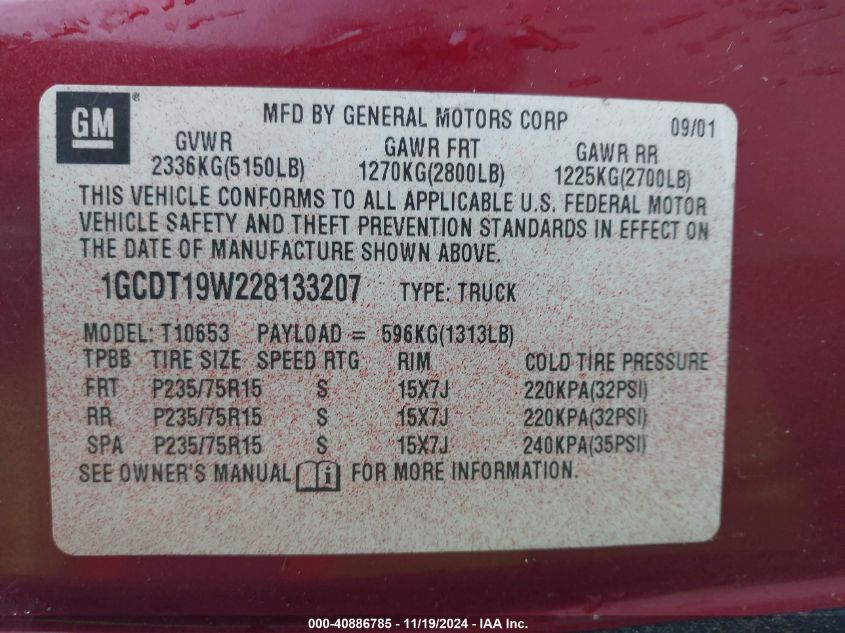 GM®
MFD BY GENERAL MOTORS CORP 09/01
GVWR GAWR FRT GAWR RR
2336KG(5150LB) 1270KG(2800LB) 1225KG(2700LB)
THIS VEHICLE CONFORMS TO ALL APPLICABLE U.S. FEDERAL MOTOR
VEHICLE SAFETY AND THEFT PREVENTION STANDARDS IN EFFECT ON
THE DATE OF MANUFACTURE SHOWN ABOVE.
1GCDT19W228133207 TYPE: TRUCK
MODEL: T10653 PAYLOAD = 596KG(1313LB)
TPBB TIRE SIZE SPEED RTG RIM COLD TIRE PRESSURE
FRT P235/75R15 S 15X7J 220KPA(32PSI)
RR P235/75R15 S 15X7J 220KPA(32PSI)
SPA P235/75R15 S 15X7J 240KPA(35PSI)
SEE OWNER'S MANUAL i FOR MORE INFORMATION.
000-40886785 - 11/19/2024 - IAA Inc.